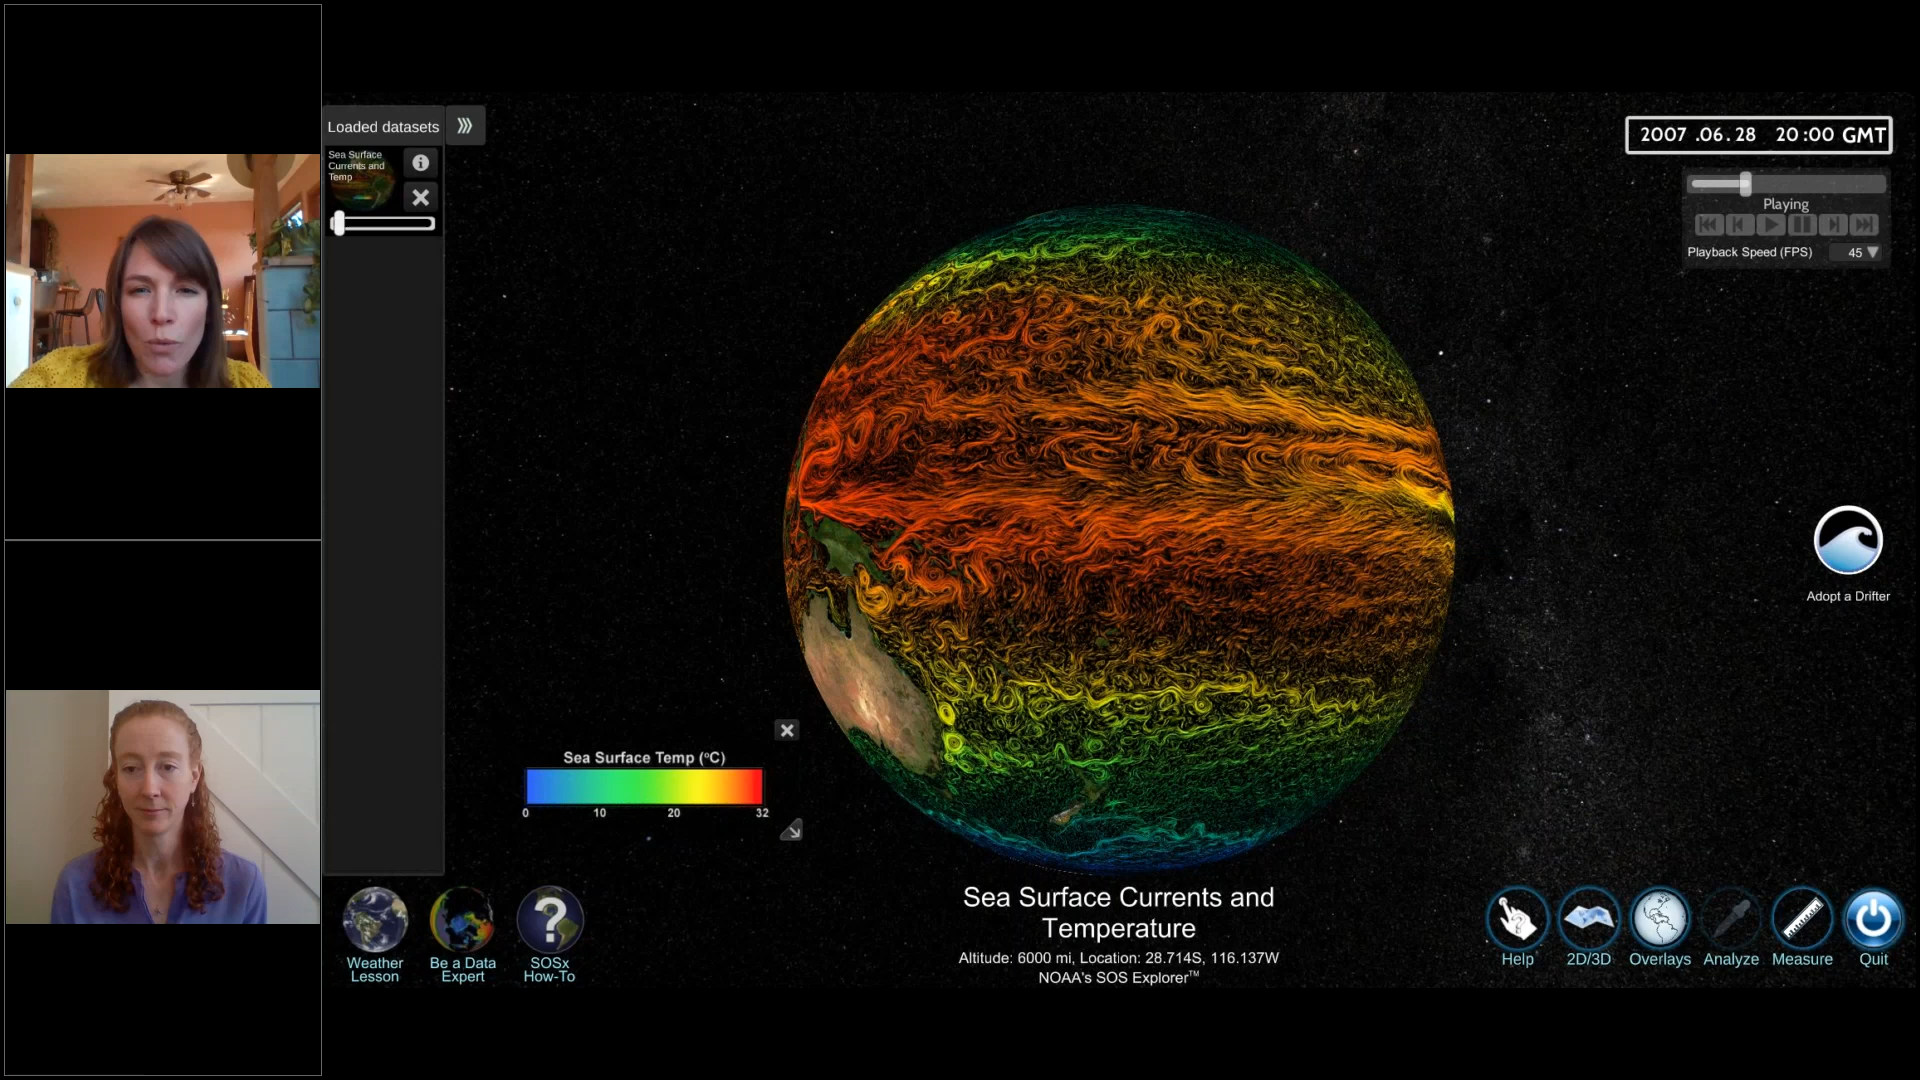 Loaded datasets
Sea Surface
Currents and
Temp
2007 .06. 28 20 :00 GMT
Playing
Playback Speed (FPS) 45
Adopt a Drifter
Sea Surface Temp (ºC)
0 10 20 32
Sea Surface Currents and
Temperature
Altitude: 6000 mi, Location: 28.714S, 116.137W
NOAA's SOS Explorer™
Weather
Lesson
Be a Data
Expert
SOSx
How-To
Help
2D/3D
Overlays
Analyze
Measure
Quit